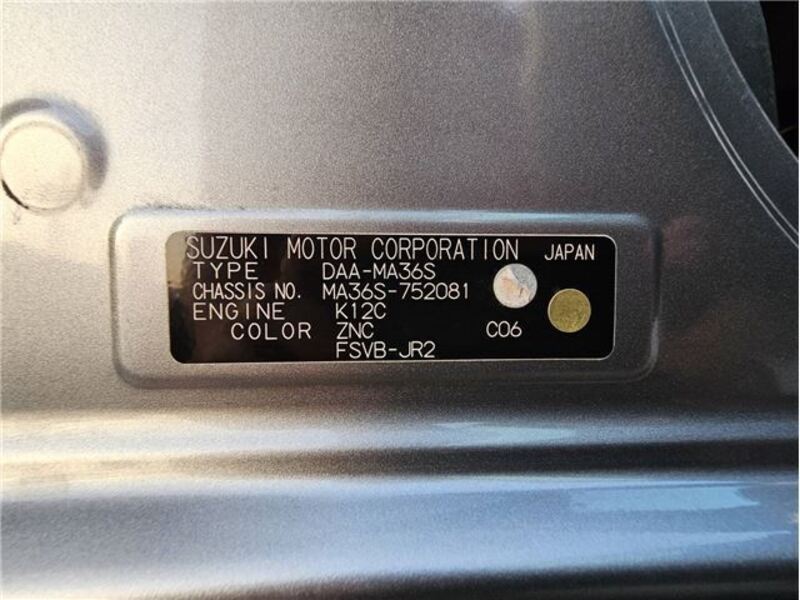 SUZUKI MOTOR CORPORATION JAPAN
TYPE DAA-MA36S
CHASSIS NO. MA36S-752081
ENGINE K12C
COLOR ZNC C06
FSVB-JR2